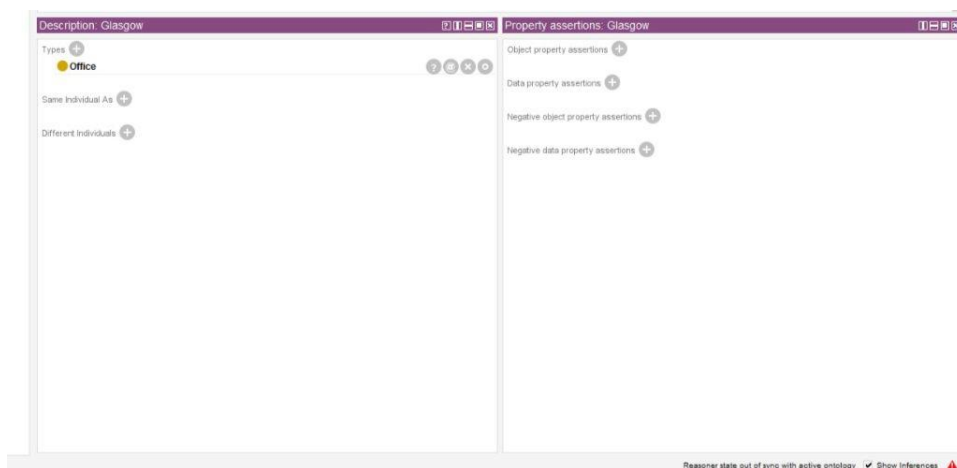 Description: Glasgow
Types
Office
Same Individual As
Different Individuals
Property assertions: Glasgow
Object property assertions
Data property assertions
Negative object property assertions
Negative data property assertions
Reasoner state out of sync with active ontology Show Inferences